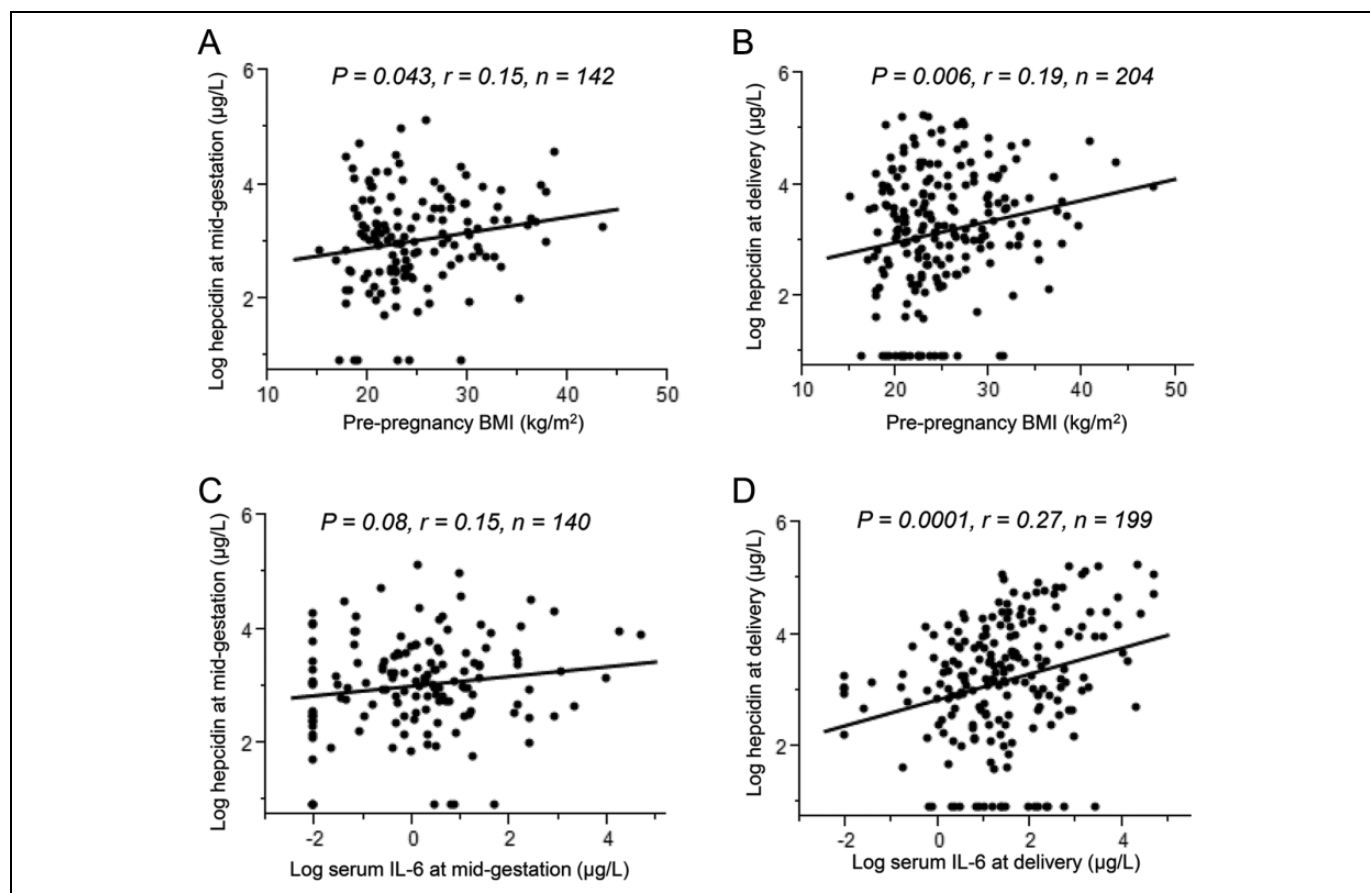 A
P = 0.043, r = 0.15, n = 142
Log hepcidin at mid-gestation (µg/L)
6
4
2
10 20 30 40 50
Pre-pregnancy BMI (kg/m²)
B
P = 0.006, r = 0.19, n = 204
Log hepcidin at delivery (µg/L)
6
4
2
10 20 30 40 50
Pre-pregnancy BMI (kg/m²)
C
P = 0.08, r = 0.15, n = 140
Log hepcidin at mid-gestation (µg/L)
6
4
2
-2 0 2 4
Log serum IL-6 at mid-gestation (µg/L)
D
P = 0.0001, r = 0.27, n = 199
Log hepcidin at delivery (µg/L)
6
4
2
-2 0 2 4
Log serum IL-6 at delivery (µg/L)